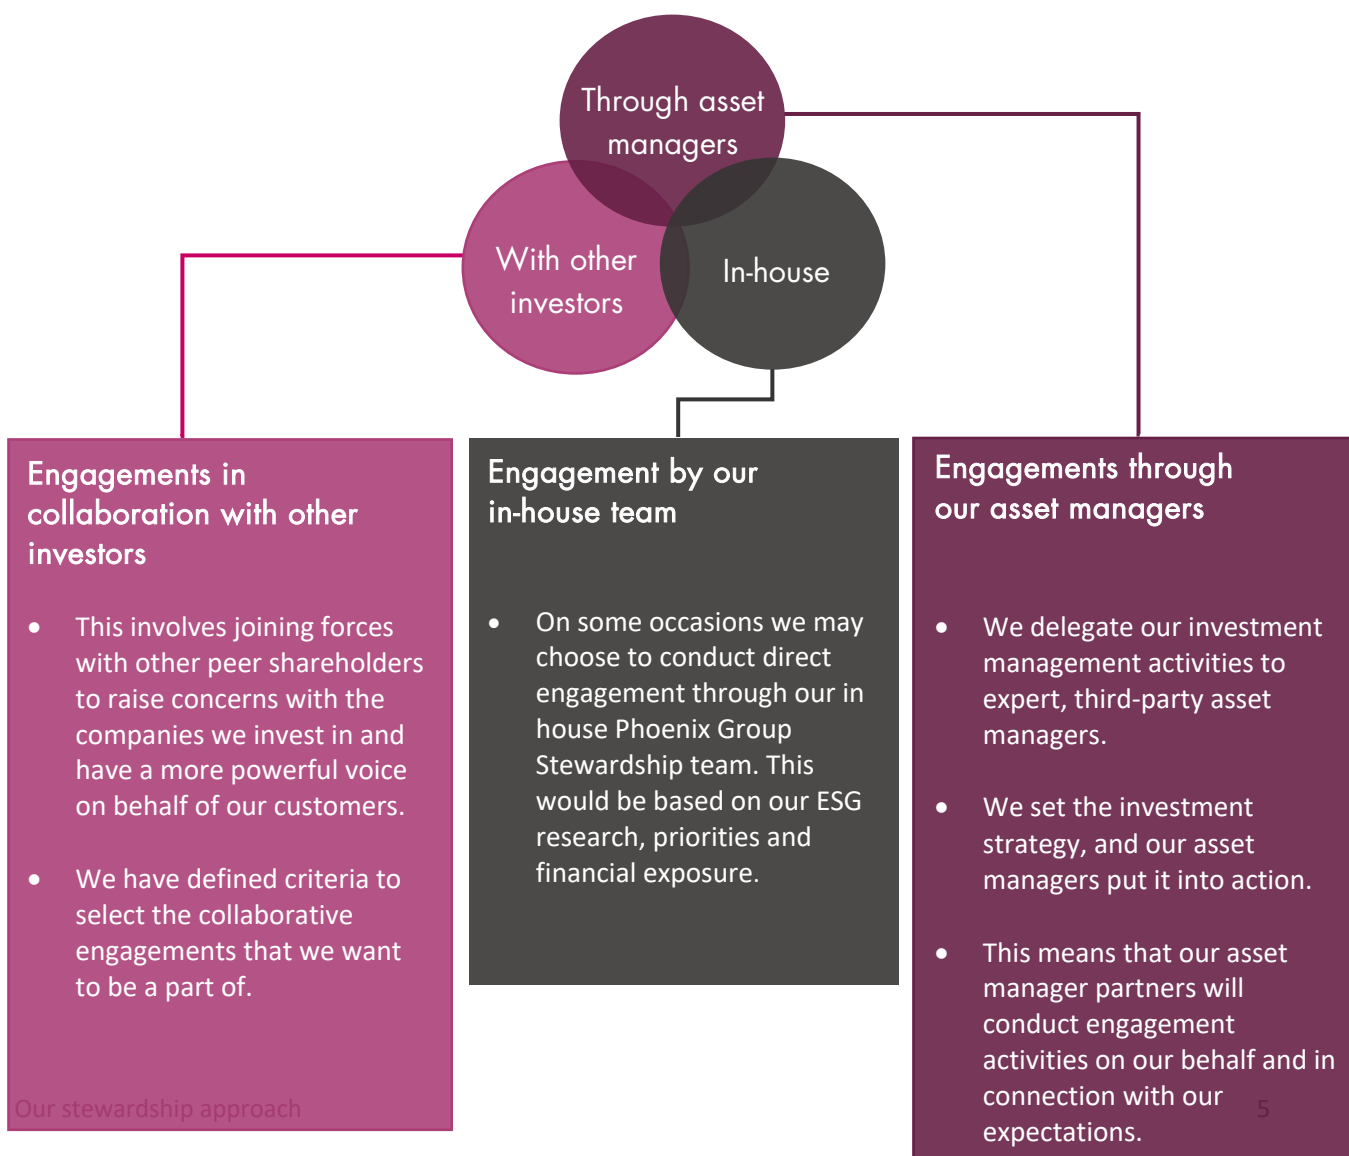 Through asset
managers
With other
investors
In-house
Engagements in
collaboration with other
investors
• This involves joining forces
with other peer shareholders
to raise concerns with the
companies we invest in and
have a more powerful voice
on behalf of our customers.
• We have defined criteria to
select the collaborative
engagements that we want
to be a part of.
Engagement by our
in-house team
• On some occasions we may
choose to conduct direct
engagement through our in
house Phoenix Group
Stewardship team. This
would be based on our ESG
research, priorities and
financial exposure.
Engagements through
our asset managers
• We delegate our investment
management activities to
expert, third-party asset
managers.
• We set the investment
strategy, and our asset
managers put it into action.
• This means that our asset
manager partners will
conduct engagement
activities on our behalf and in
connection with our
expectations.
Our stewardship approach
5